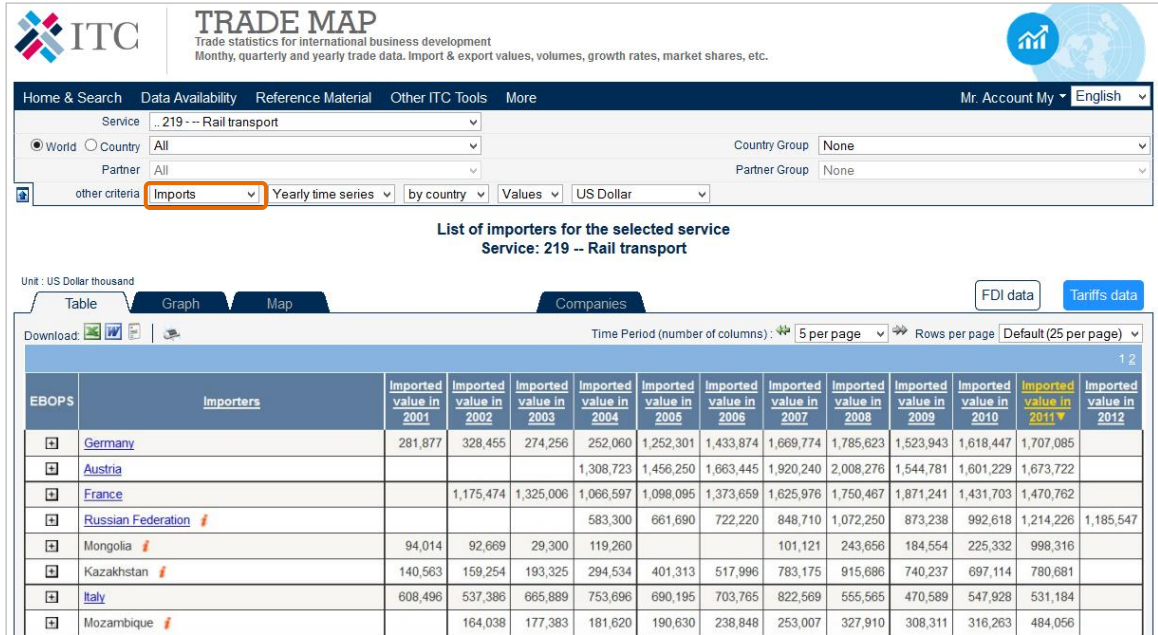 ITC
TRADE MAP
Trade statistics for international business development
Monthy, quarterly and yearly trade data. Import & export values, volumes, growth rates, market shares, etc.
Home & Search Data Availability Reference Material Other ITC Tools More Mr. Account My English
Service .. 219 - -- Rail transport
World Country All Country Group None
Partner All Partner Group None
other criteria Imports Yearly time series by country Values US Dollar
List of importers for the selected service
Service: 219 -- Rail transport
Unit : US Dollar thousand
Table Graph Map Companies FDI data Tariffs data
Download: Time Period (number of columns) : 5 per page Rows per page Default (25 per page)
1 2
EBOPS Importers Imported value in 2001 Imported value in 2002 Imported value in 2003 Imported value in 2004 Imported value in 2005 Imported value in 2006 Imported value in 2007 Imported value in 2008 Imported value in 2009 Imported value in 2010 Imported value in 2011▼ Imported value in 2012
Germany 281,877 328,455 274,256 252,060 1,252,301 1,433,874 1,669,774 1,785,623 1,523,943 1,618,447 1,707,085
Austria 1,308,723 1,456,250 1,663,445 1,920,240 2,008,276 1,544,781 1,601,229 1,673,722
France 1,175,474 1,325,006 1,066,597 1,098,095 1,373,659 1,625,976 1,750,467 1,871,241 1,431,703 1,470,762
Russian Federation i 583,300 661,690 722,220 848,710 1,072,250 873,238 992,618 1,214,226 1,185,547
Mongolia i 94,014 92,669 29,300 119,260 101,121 243,656 184,554 225,332 998,316
Kazakhstan i 140,563 159,254 193,325 294,534 401,313 517,996 783,175 915,686 740,237 697,114 780,681
Italy 608,496 537,386 665,889 753,696 690,195 703,765 822,569 555,565 470,589 547,928 531,184
Mozambique i 164,038 177,383 181,620 190,630 238,848 253,007 327,910 308,311 316,263 484,056